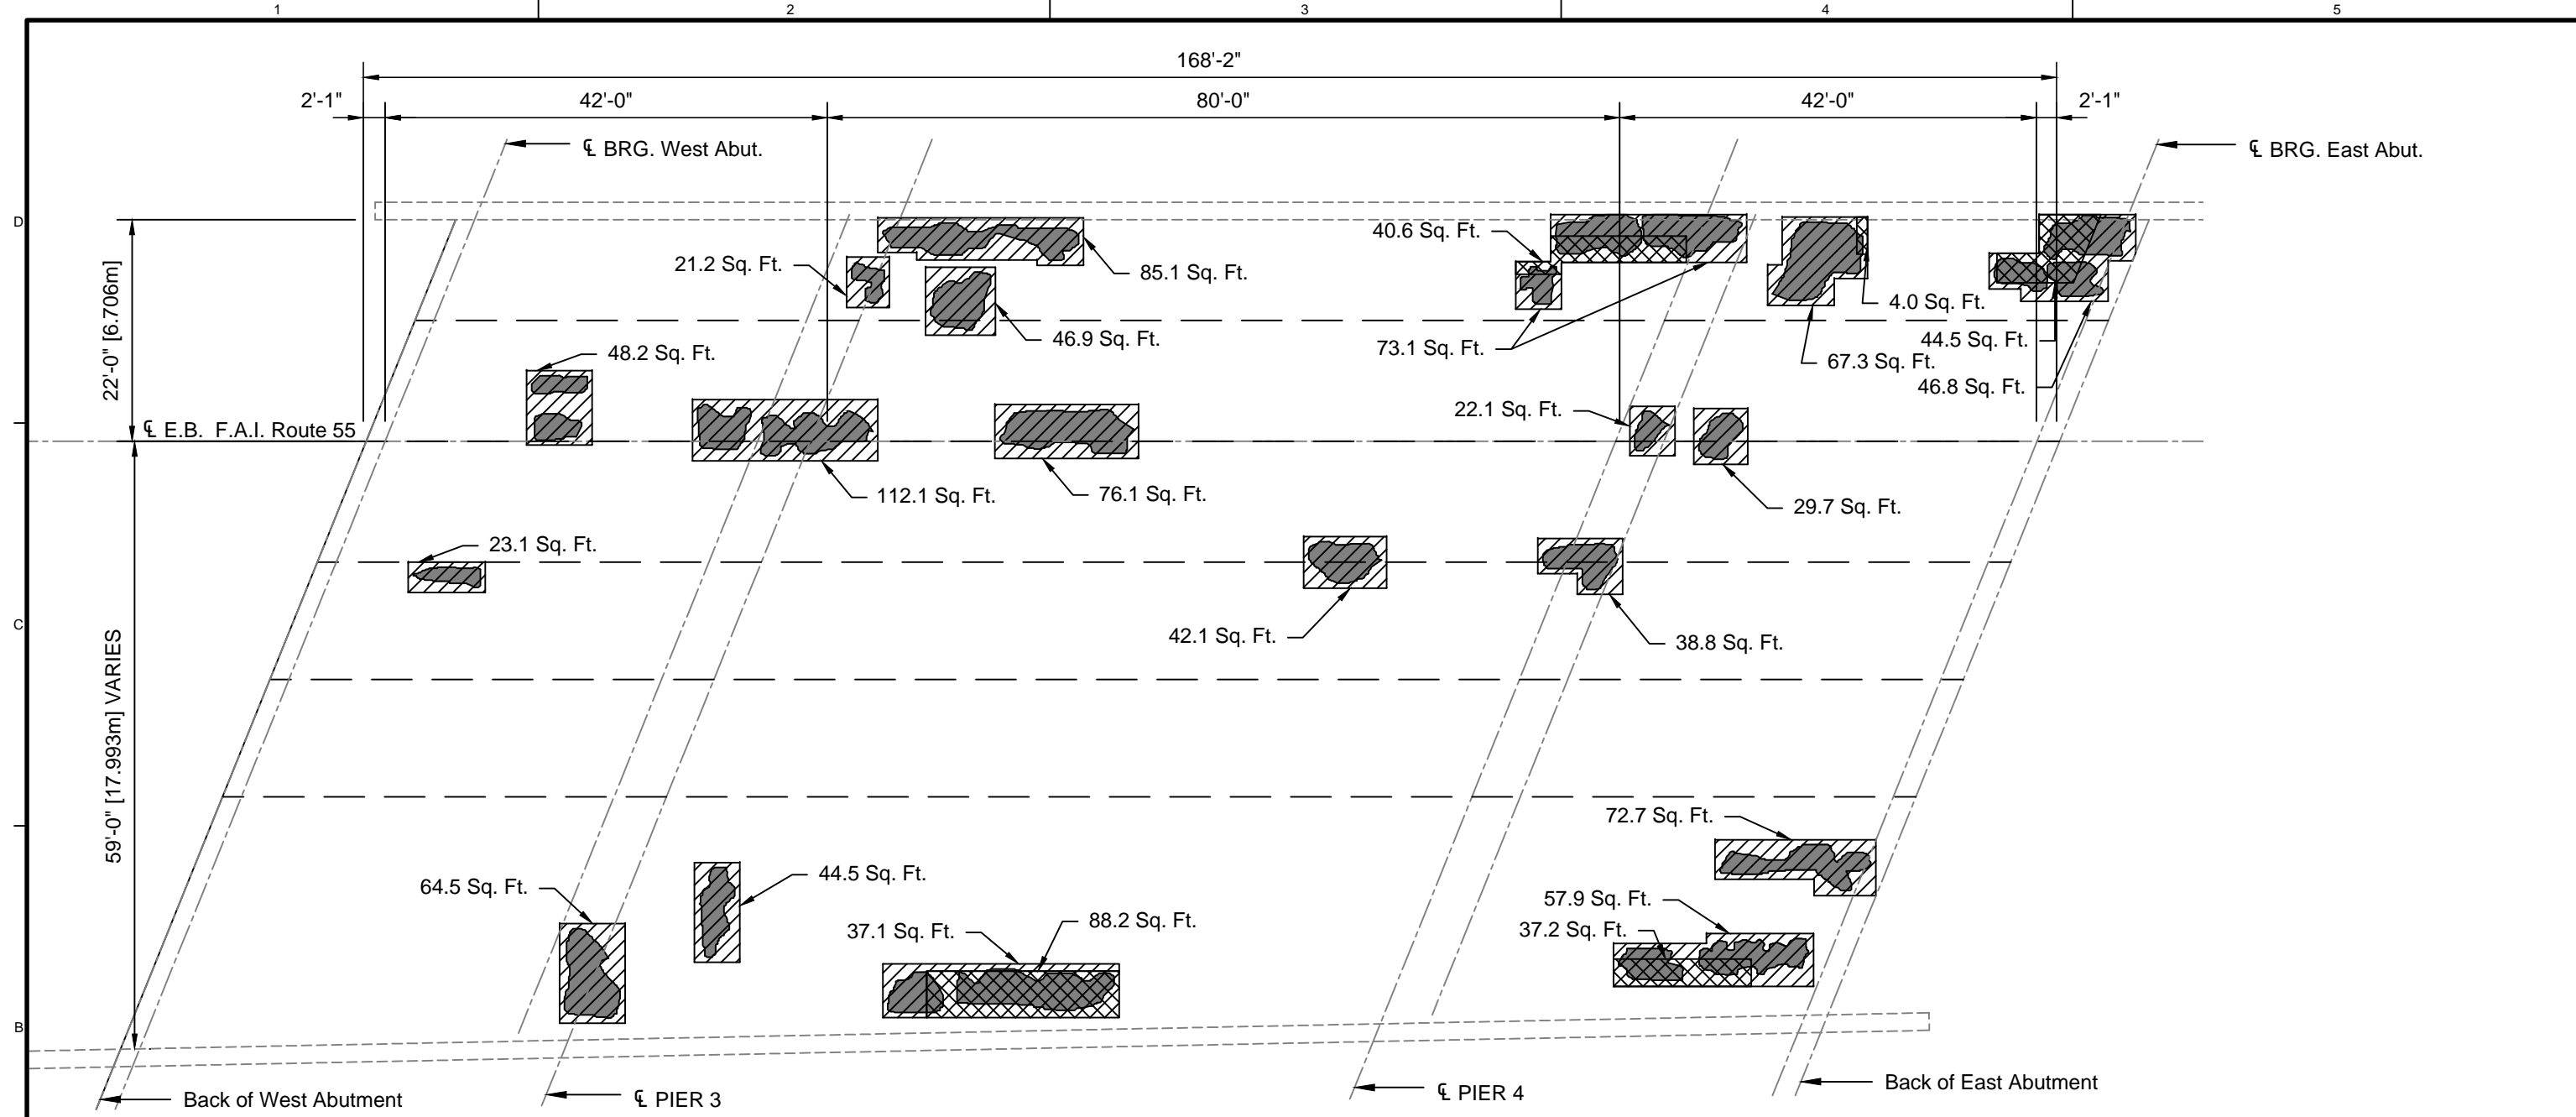 1 2 3 4 5
168'-2"
2'-1" 42'-0" 80'-0" 42'-0" 2'-1"
℄ BRG. West Abut.
℄ BRG. East Abut.
D
40.6 Sq. Ft.
21.2 Sq. Ft.
85.1 Sq. Ft.
4.0 Sq. Ft.
22'-0" [6.706m]
46.9 Sq. Ft.
44.5 Sq. Ft.
73.1 Sq. Ft.
48.2 Sq. Ft.
67.3 Sq. Ft.
46.8 Sq. Ft.
22.1 Sq. Ft.
℄ E.B. F.A.I. Route 55
112.1 Sq. Ft.
76.1 Sq. Ft.
29.7 Sq. Ft.
23.1 Sq. Ft.
C
42.1 Sq. Ft.
38.8 Sq. Ft.
59'-0" [17.993m] VARIES
72.7 Sq. Ft.
44.5 Sq. Ft.
64.5 Sq. Ft.
57.9 Sq. Ft.
88.2 Sq. Ft.
37.1 Sq. Ft.
37.2 Sq. Ft.
B
Back of West Abutment
℄ PIER 3
℄ PIER 4
Back of East Abutment